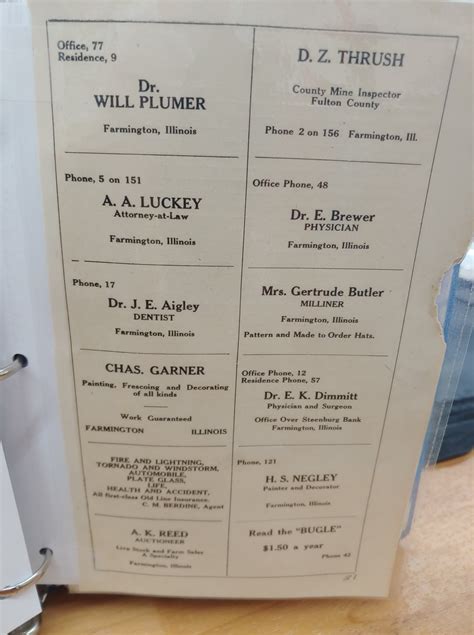 Office, 77
Residence, 9
Dr.
WILL PLUMER
Farmington, Illinois
Phone, 5 on 151
A. A. LUCKEY
Attorney-at-Law
Farmington, Illinois
Phone, 17
Dr. J. E. Aigley
DENTIST
Farmington, Illinois
CHAS. GARNER
Painting, Frescoing and Decorating
of all kinds
Work Guaranteed
FARMINGTON ILLINOIS
FIRE AND LIGHTNING,
TORNADO AND WINDSTORM,
AUTOMOBILE,
PLATE GLASS,
LIFE,
HEALTH AND ACCIDENT,
All first-class Old Line Insurance.
C. M. BERDINE, Agent
A. K. REED
AUCTIONEER
Live Stock and Farm Sales
A Specialty
Farmington, Illinois
D. Z. THRUSH
County Mine Inspector
Fulton County
Phone 2 on 156 Farmington, Ill.
Office Phone, 48
Dr. E. Brewer
PHYSICIAN
Farmington, Illinois
Mrs. Gertrude Butler
MILLINER
Farmington, Illinois
Pattern and Made to Order Hats.
Office Phone, 12
Residence Phone, 57
Dr. E. K. Dimmitt
Physician and Surgeon
Office Over Steenburg Bank
Farmington, Illinois
Phone, 121
H. S. NEGLEY
Painter and Decorator
Farmington, Illinois
Read the "BUGLE"
$1.50 a year
Phone 42